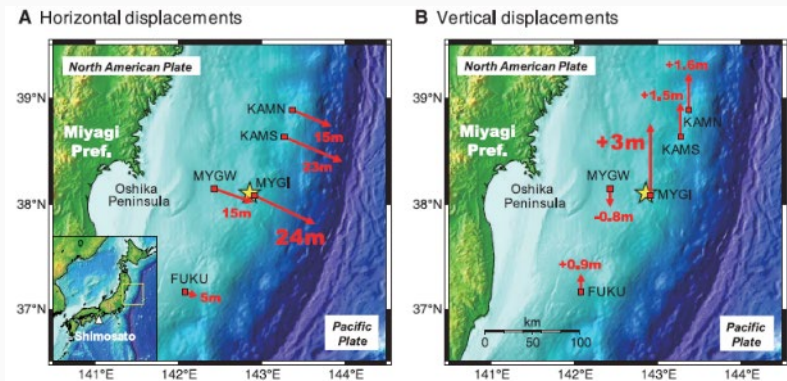 A Horizontal displacements
North American Plate
39°N
38°N
37°N
Miyagi
Pref.
Oshika
Peninsula
KAMN
15m
KAMS
23m
MYGW
15m
MYGI
24m
FUKU
5m
Shimosato
Pacific
Plate
141°E 142°E 143°E 144°E
B Vertical displacements
North American Plate
39°N
38°N
37°N
Miyagi
Pref.
Oshika
Peninsula
+1.6m
+1.5m
KAMN
KAMS
+3m
MYGW
MYGI
-0.8m
+0.9m
FUKU
km
0 50 100
Pacific
Plate
141°E 142°E 143°E 144°E